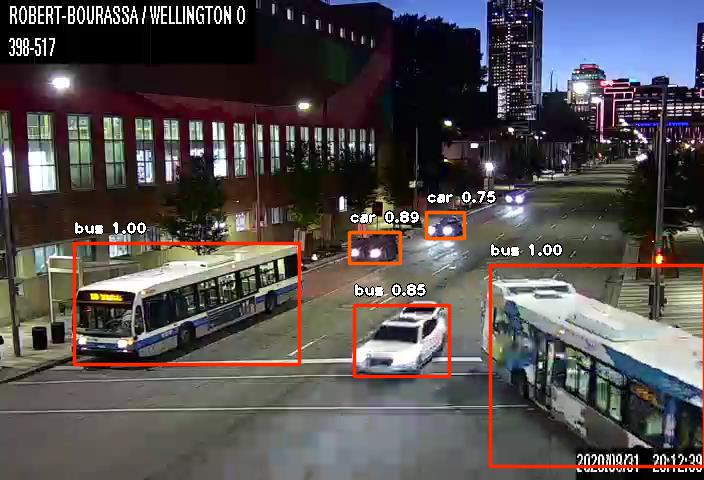 ROBERT-BOURASSA / WELLINGTON O
398-517
car 0.75
car 0.89
bus 1.00
bus 1.00
bus 0.85
2020/08/31 20:12:39